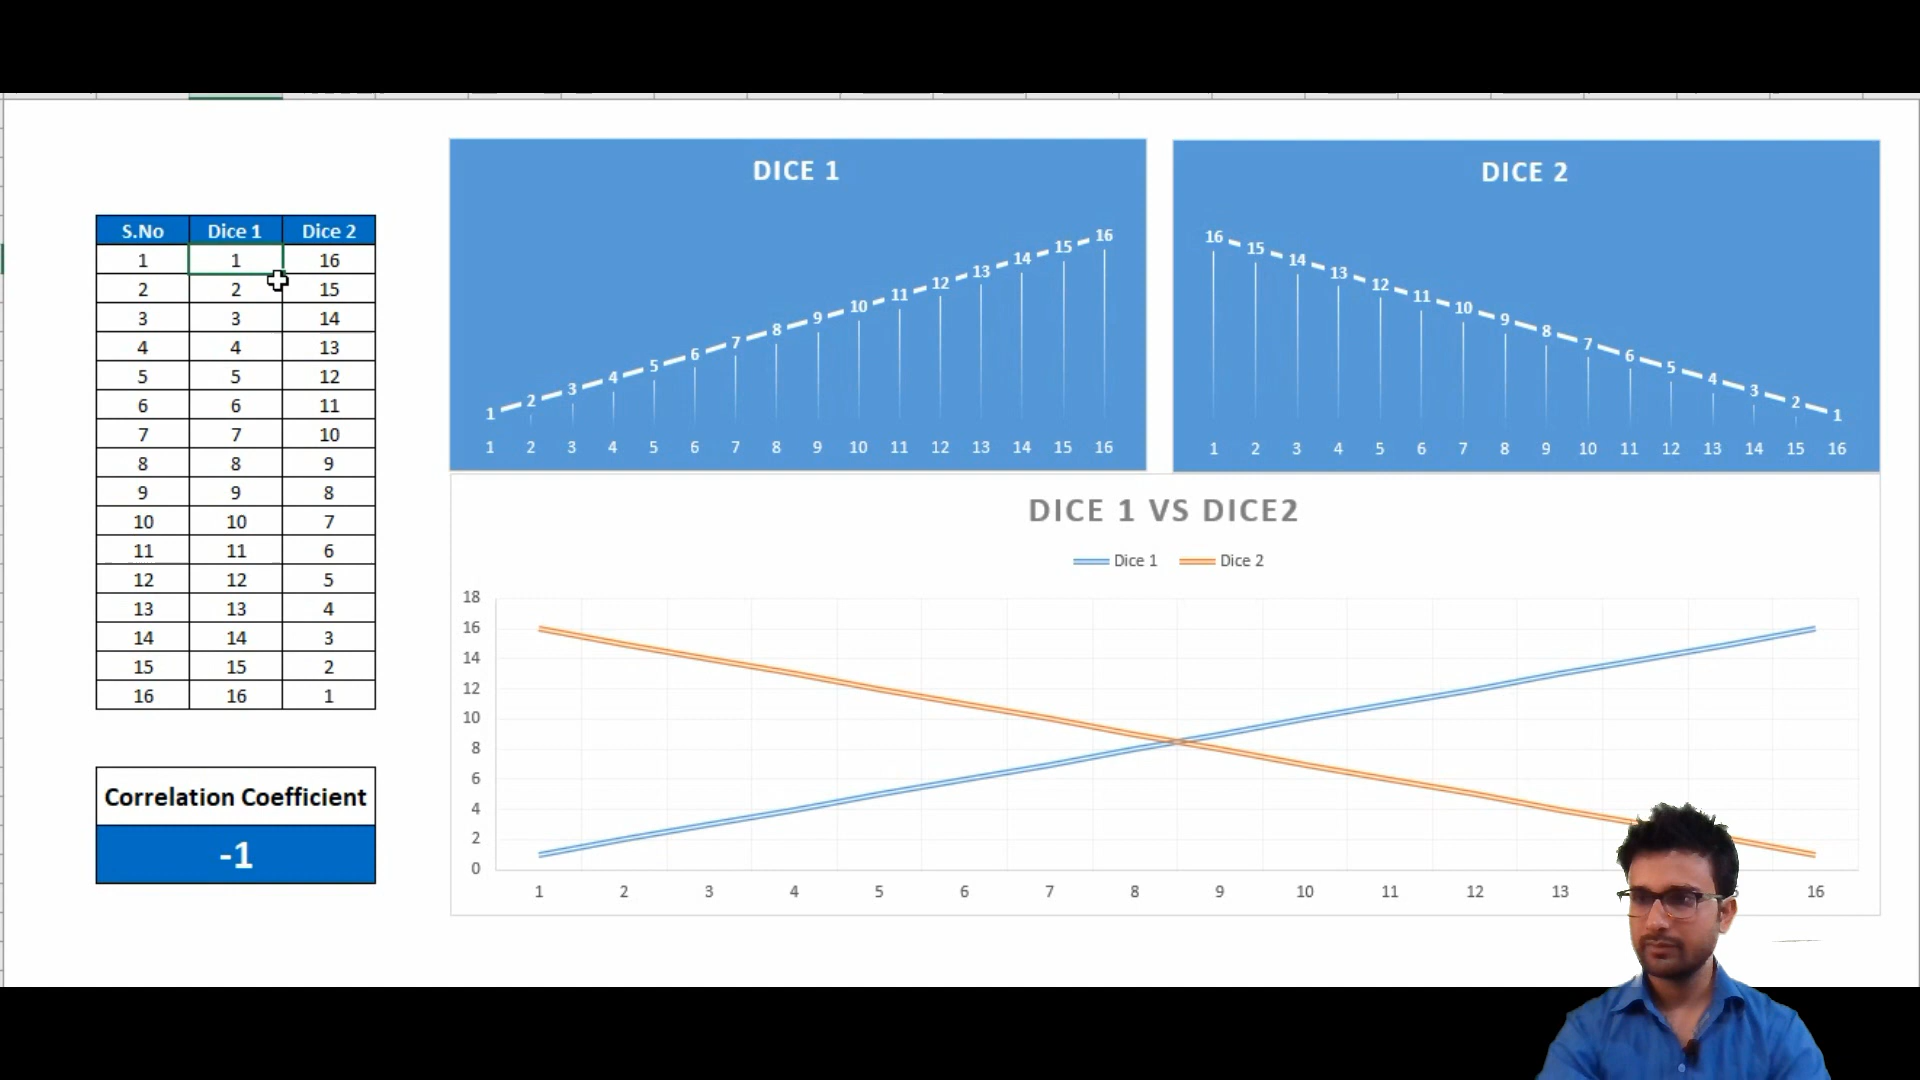 S.No Dice 1 Dice 2
1 1 16
2 2 15
3 3 14
4 4 13
5 5 12
6 6 11
7 7 10
8 8 9
9 9 8
10 10 7
11 11 6
12 12 5
13 13 4
14 14 3
15 15 2
16 16 1
Correlation Coefficient
-1
DICE 1
1 2 3 4 5 6 7 8 9 10 11 12 13 14 15 16
1 2 3 4 5 6 7 8 9 10 11 12 13 14 15 16
DICE 2
16 15 14 13 12 11 10 9 8 7 6 5 4 3 2 1
1 2 3 4 5 6 7 8 9 10 11 12 13 14 15 16
DICE 1 VS DICE2
Dice 1 Dice 2
18
16
14
12
10
8
6
4
2
0
1 2 3 4 5 6 7 8 9 10 11 12 13 16